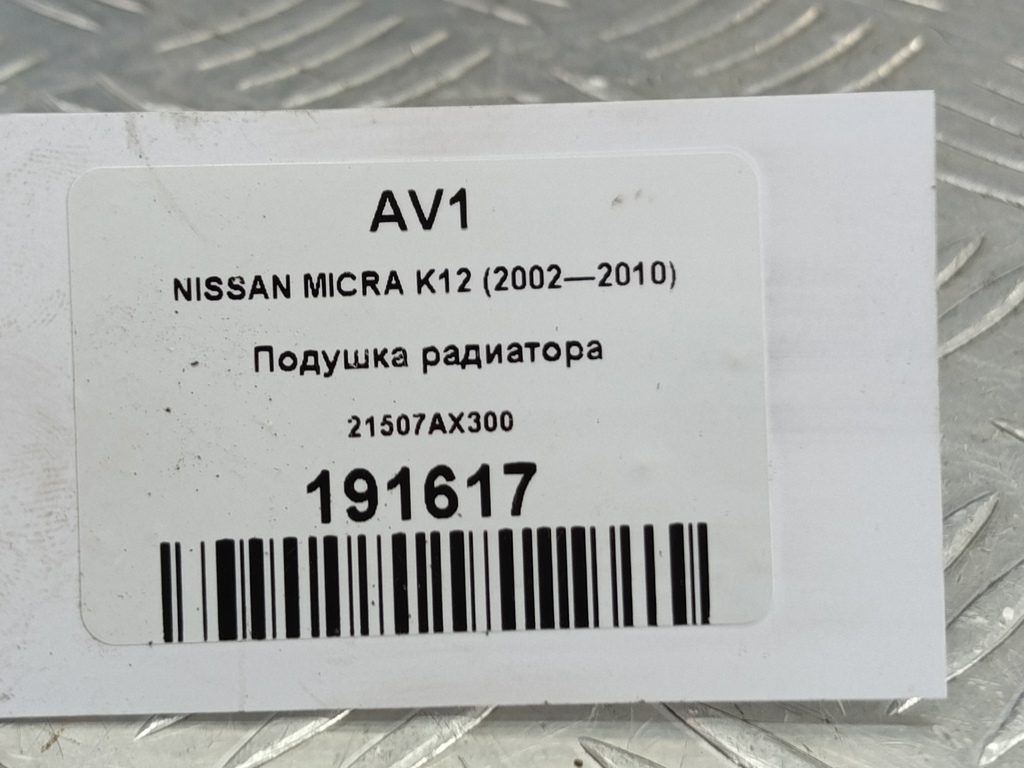 AV1
NISSAN MICRA K12 (2002—2010)
Подушка радиатора
21507AX300
191617